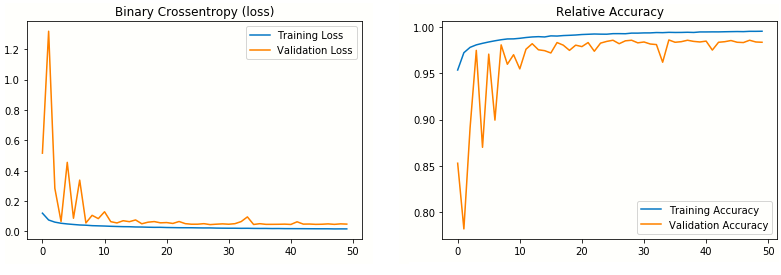 Binary Crossentropy (loss)
Training Loss
Validation Loss
1.2
1.0
0.8
0.6
0.4
0.2
0.0
0 10 20 30 40 50
Relative Accuracy
1.00
0.95
0.90
0.85
0.80
Training Accuracy
Validation Accuracy
0 10 20 30 40 50